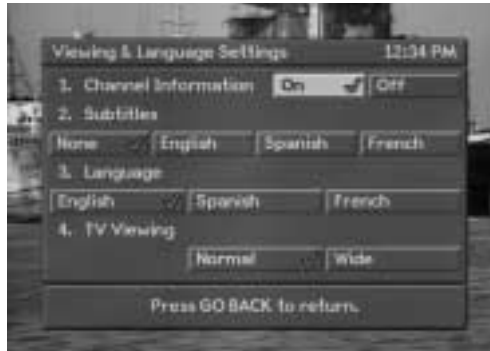 Viewing & Language Settings 12:34 PM
1. Channel Information On Off
2. Subtitles
None English Spanish French
3. Language
English Spanish French
4. TV Viewing
Normal Wide
Press GO BACK to return.